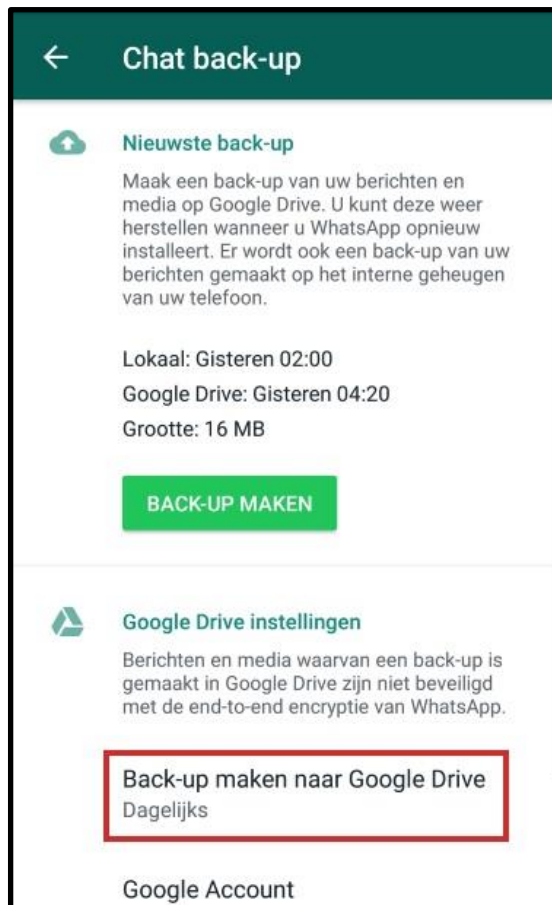 Chat back-up
Nieuwste back-up
Maak een back-up van uw berichten en
media op Google Drive. U kunt deze weer
herstellen wanneer u WhatsApp opnieuw
installeert. Er wordt ook een back-up van uw
berichten gemaakt op het interne geheugen
van uw telefoon.
Lokaal: Gisteren 02:00
Google Drive: Gisteren 04:20
Grootte: 16 MB
BACK-UP MAKEN
Google Drive instellingen
Berichten en media waarvan een back-up is
gemaakt in Google Drive zijn niet beveiligd
met de end-to-end encryptie van WhatsApp.
Back-up maken naar Google Drive
Dagelijks
Google Account